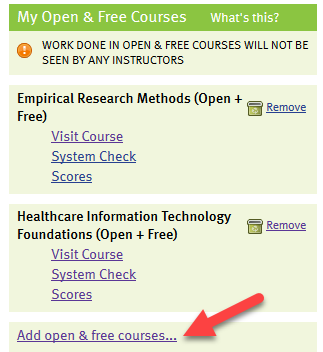 My Open & Free Courses What's this?
! WORK DONE IN OPEN & FREE COURSES WILL NOT BE
SEEN BY ANY INSTRUCTORS
Empirical Research Methods (Open +
Free)
Remove
Visit Course
System Check
Scores
Healthcare Information Technology
Foundations (Open + Free)
Remove
Visit Course
System Check
Scores
Add open & free courses...